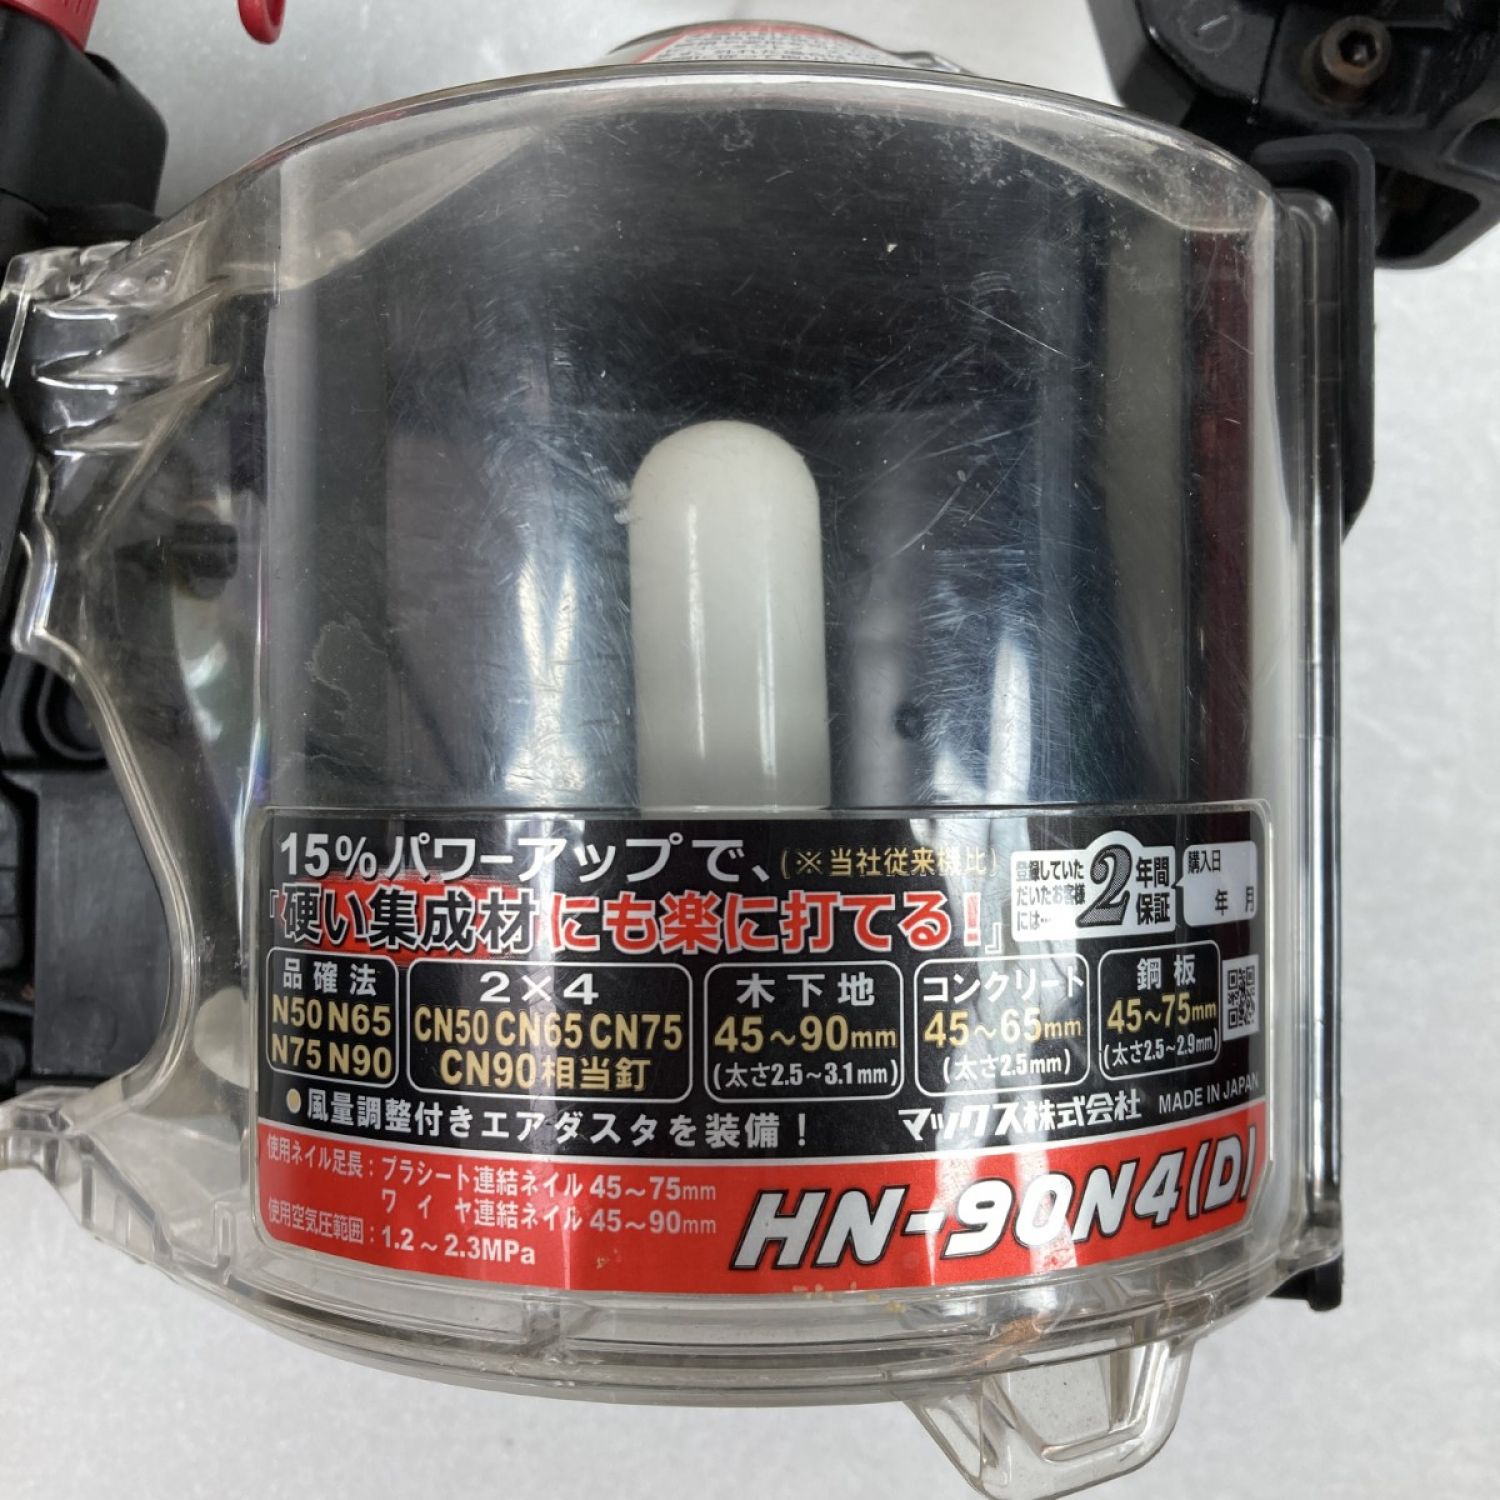 15%パワーアップで、(※当社従来機比)
『硬い集成材にも楽に打てる!』
登録していた
だいたお客様
には…
2年間
保証
購入日
年 月
品確法
N50 N65
N75 N90
2×4
CN50 CN65 CN75
CN90相当釘
木下地
45〜90mm
(太さ2.5〜3.1mm)
コンクリート
45〜65mm
(太さ2.5mm)
鋼板
45〜75mm
(太さ2.5〜2.9mm)
●風量調整付きエアダスタを装備!
マックス株式会社 MADE IN JAPAN
使用ネイル足長:プラシート連結ネイル45〜75mm
ワイヤ連結ネイル45〜90mm
使用空気圧範囲:1.2〜2.3MPa
HN-90N4(D)